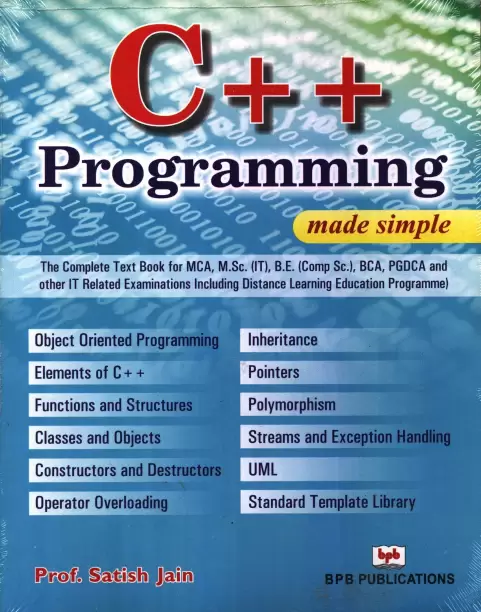 C++
Programming
made simple
The Complete Text Book for MCA, M.Sc. (IT), B.E. (Comp Sc.), BCA, PGDCA and
other IT Related Examinations Including Distance Learning Education Programme)
Object Oriented Programming
Elements of C++
Functions and Structures
Classes and Objects
Constructors and Destructors
Operator Overloading
Inheritance
Pointers
Polymorphism
Streams and Exception Handling
UML
Standard Template Library
Prof. Satish Jain
bpb
BPB PUBLICATIONS